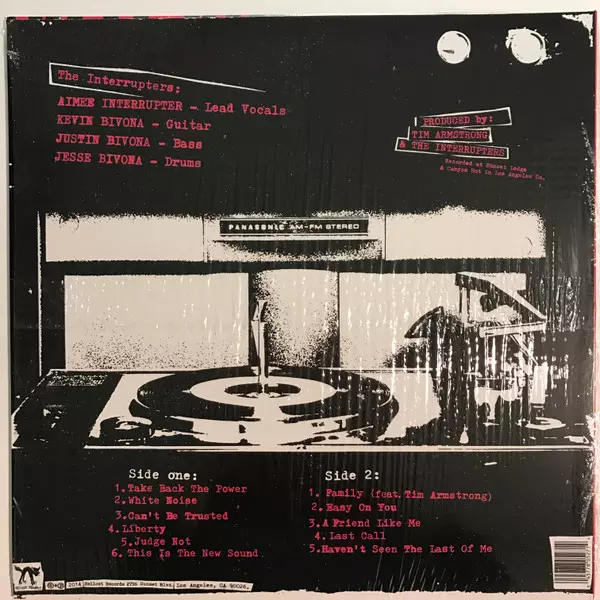 The Interrupters:
AIMEE INTERRUPTER - Lead Vocals
KEVIN BIVONA - Guitar
JUSTIN BIVONA - Bass
JESSE BIVONA - Drums
PRODUCED by:
TIM ARMSTRONG
& THE INTERRUPTERS
Recorded at Sunset Lodge
& Canyon Hut in Los Angeles Ca.
PANASONIC AM-FM STEREO
Side one:
1. Take Back The Power
2. White Noise
3. Can't Be Trusted
4. Liberty
5. Judge Not
6. This Is The New Sound
Side 2:
1. Family (feat. Tim Armstrong)
2. Easy On You
3. A Friend Like Me
4. Last Call
5. Haven't Seen The Last Of Me
©&℗ 2014 Hellcat Records 2798 Sunset Blvd. Los Angeles, CA 90026.